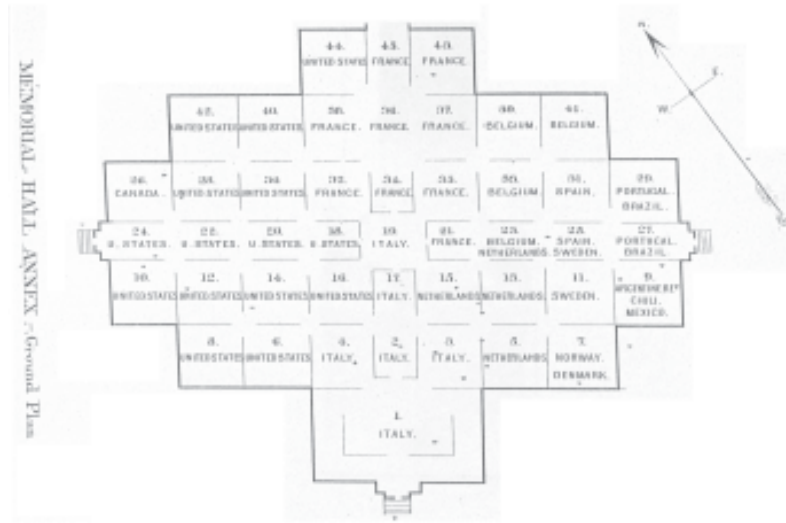 MEMORIAL HALL ANNEX - Ground Plan
N.
E.
W.
44. 45. 43.
UNITED STATES FRANCE FRANCE.
42. 40. 38. 36. 37. 39. 41.
UNITED STATES UNITED STATES. FRANCE. FRANCE. FRANCE. BELGIUM. BELGIUM.
26. 32. 34. 33. 31. 29.
CANADA. UNITED STATES UNITED STATES. FRANCE. FRANCE FRANCE. BELGIUM. SPAIN. PORTUGAL.
BRAZIL.
24. 22. 20. 18. 19. 21. 23. 25. 27.
U. STATES. U. STATES. U. STATES. U. STATES. ITALY. FRANCE. BELGIUM. SPAIN. PORTUGAL.
NETHERLANDS. SWEDEN. BRAZIL
10. 12. 14. 16. 17. 15. 13. 11. 9.
UNITED STATES UNITED STATES UNITED STATES UNITED STATES ITALY. NETHERLANDS NETHERLANDS. SWEDEN. ARGENTINE REP
CHILI.
MEXICO.
8. 6. 4. 2. 3. 5. 7.
UNITED STATES UNITED STATES ITALY. ITALY. ITALY. NETHERLANDS NORWAY.
DENMARK.
1.
ITALY.